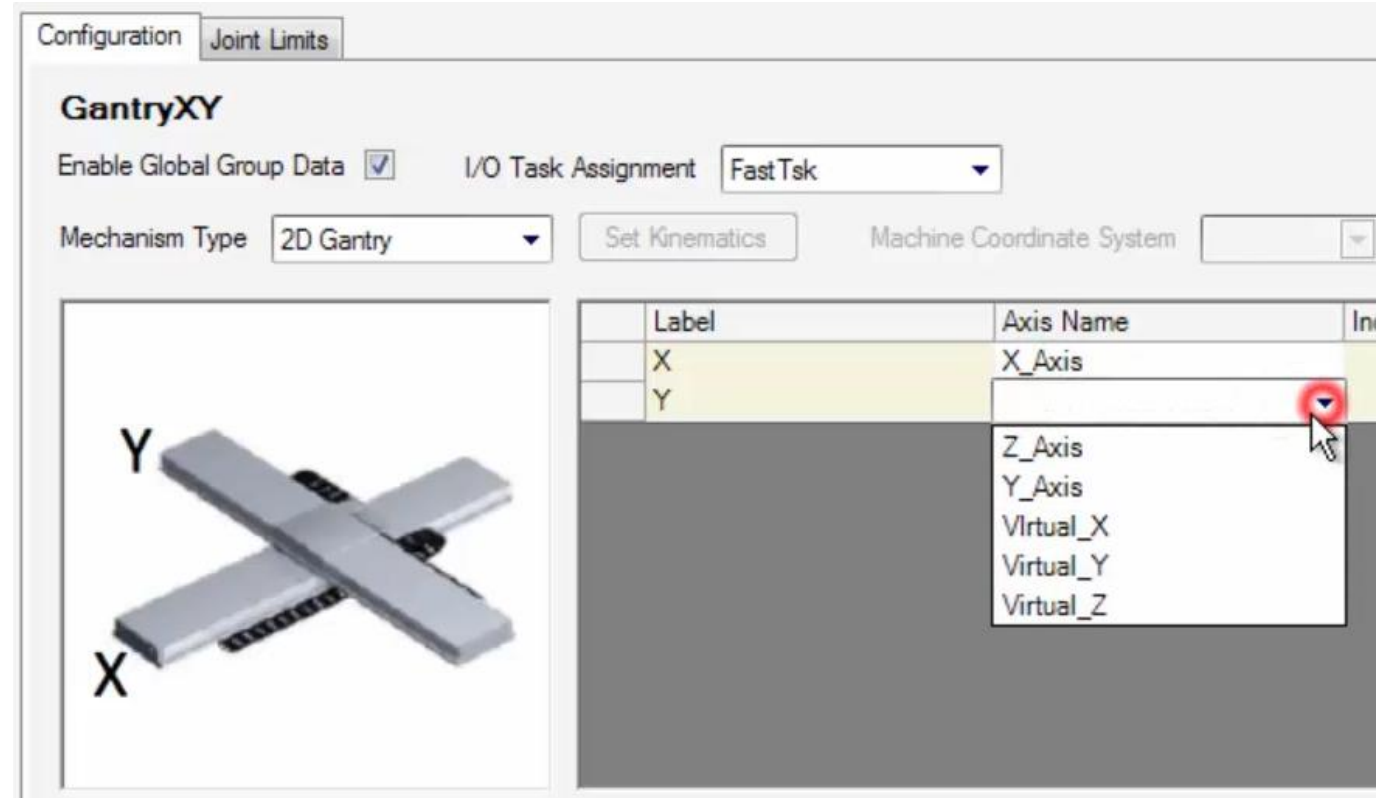 Configuration Joint Limits
GantryXY
Enable Global Group Data I/O Task Assignment FastTsk
Mechanism Type 2D Gantry Set Kinematics Machine Coordinate System
Label Axis Name
X X_Axis
Y
Z_Axis
Y_Axis
VIrtual_X
Virtual_Y
Virtual_Z
Y
X